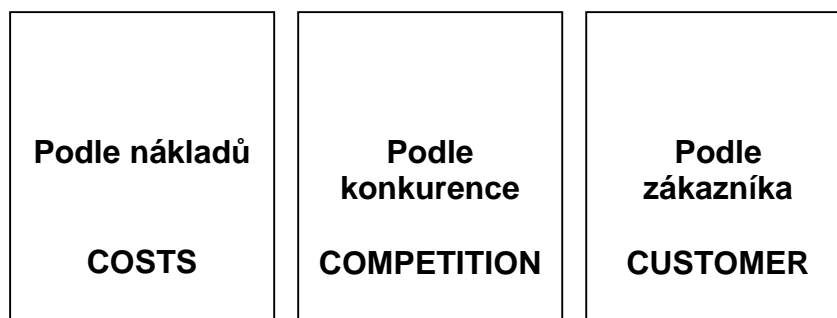 Podle nákladů
COSTS
Podle
konkurence
COMPETITION
Podle
zákazníka
CUSTOMER